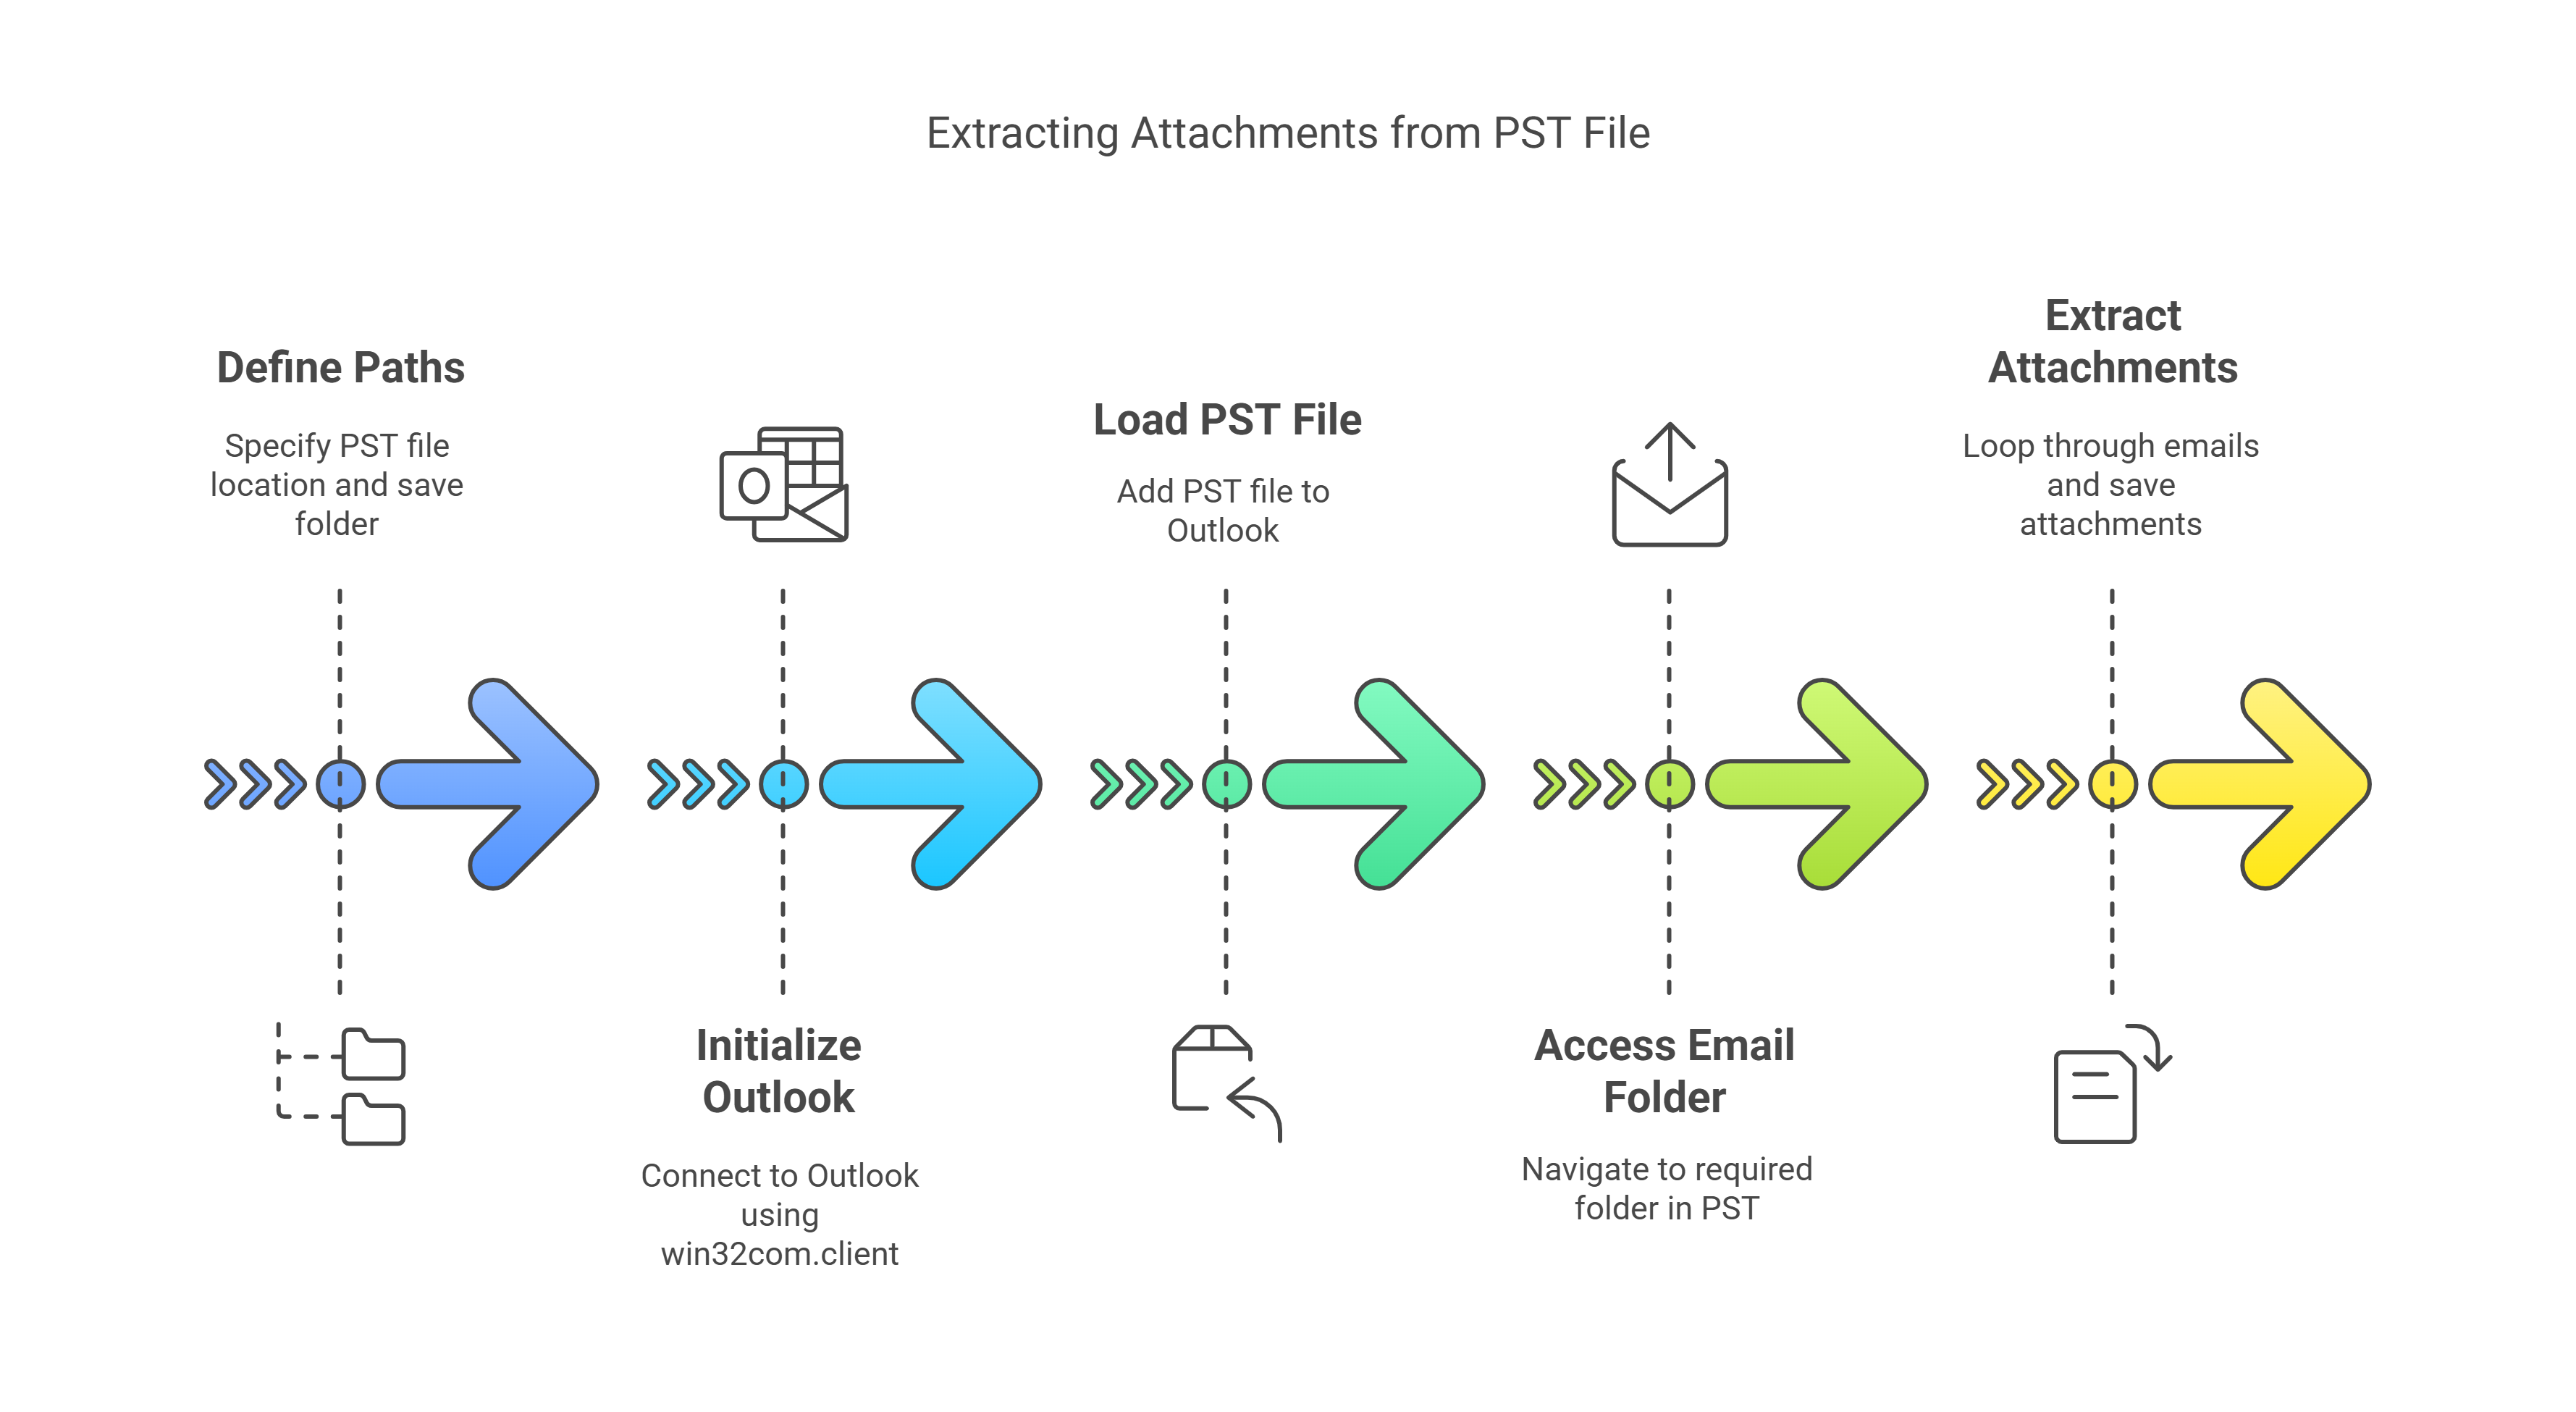 Extracting Attachments from PST File
Define Paths
Specify PST file
location and save
folder
Initialize
Outlook
Connect to Outlook
using
win32com.client
Load PST File
Add PST file to
Outlook
Access Email
Folder
Navigate to required
folder in PST
Extract
Attachments
Loop through emails
and save
attachments